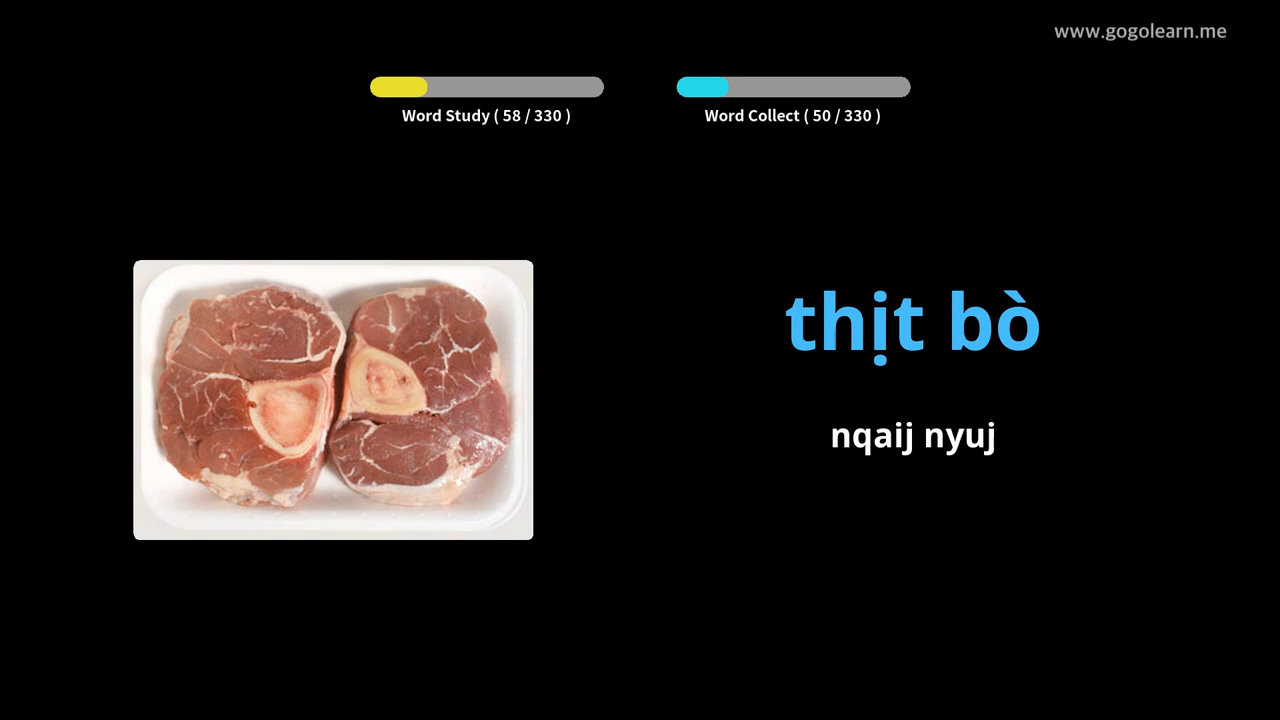 www.gogolearn.me
Word Study ( 58 / 330 )
Word Collect ( 50 / 330 )
thịt bò
nqaij nyuj